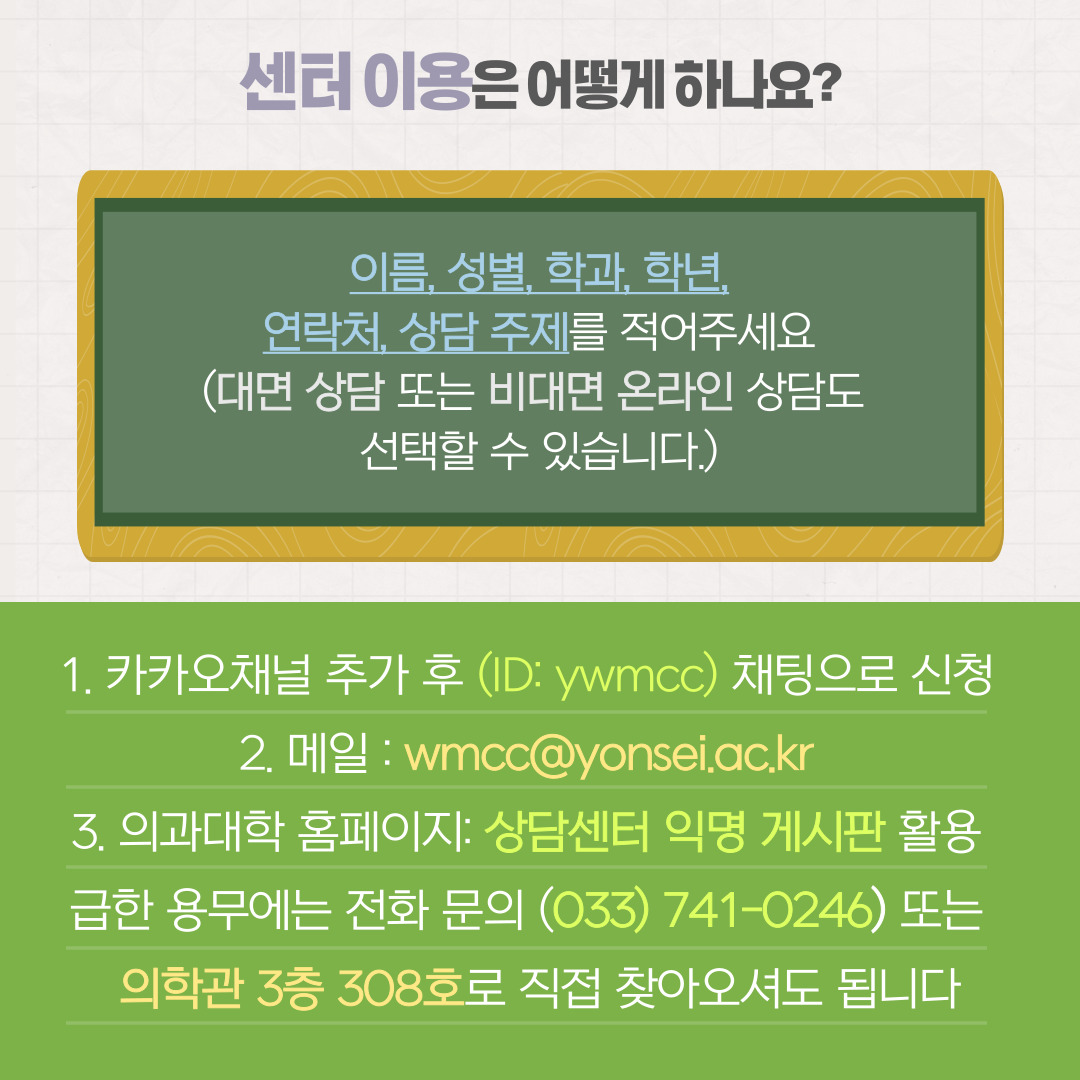 센터 이용은 어떻게 하나요?
이름, 성별, 학과, 학년,
연락처, 상담 주제를 적어주세요
(대면 상담 또는 비대면 온라인 상담도
선택할 수 있습니다.)
1. 카카오채널 추가 후 (ID: ywmcc) 채팅으로 신청
2. 메일 : wmcc@yonsei.ac.kr
3. 의과대학 홈페이지: 상담센터 익명 게시판 활용
급한 용무에는 전화 문의 (033) 741-0246) 또는
의학관 3층 308호로 직접 찾아오셔도 됩니다